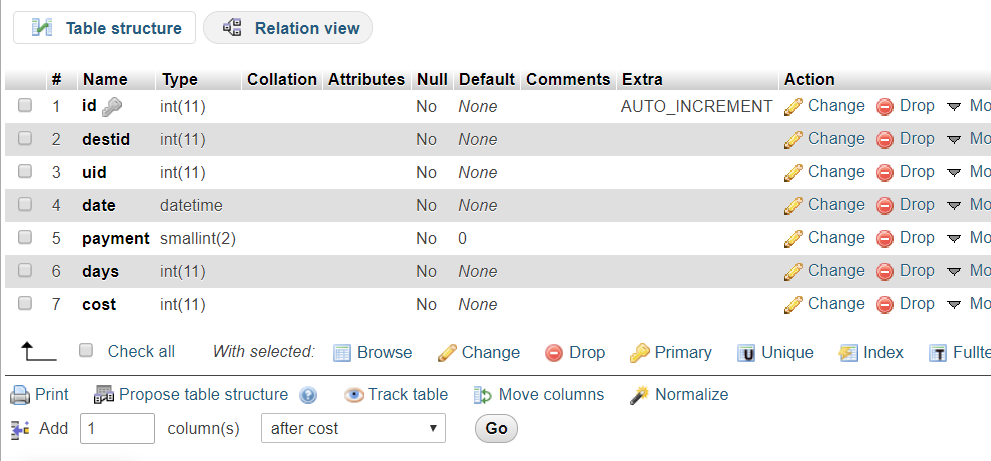 Table structure Relation view
# Name Type Collation Attributes Null Default Comments Extra Action
1 id int(11) No None AUTO_INCREMENT Change Drop Mo
2 destid int(11) No None Change Drop Mo
3 uid int(11) No None Change Drop Mo
4 date datetime No None Change Drop Mo
5 payment smallint(2) No 0 Change Drop Mo
6 days int(11) No None Change Drop Mo
7 cost int(11) No None Change Drop Mo
Check all With selected: Browse Change Drop Primary U Unique Index T Fullte
Print Propose table structure ? Track table Move columns Normalize
Add 1 column(s) after cost Go